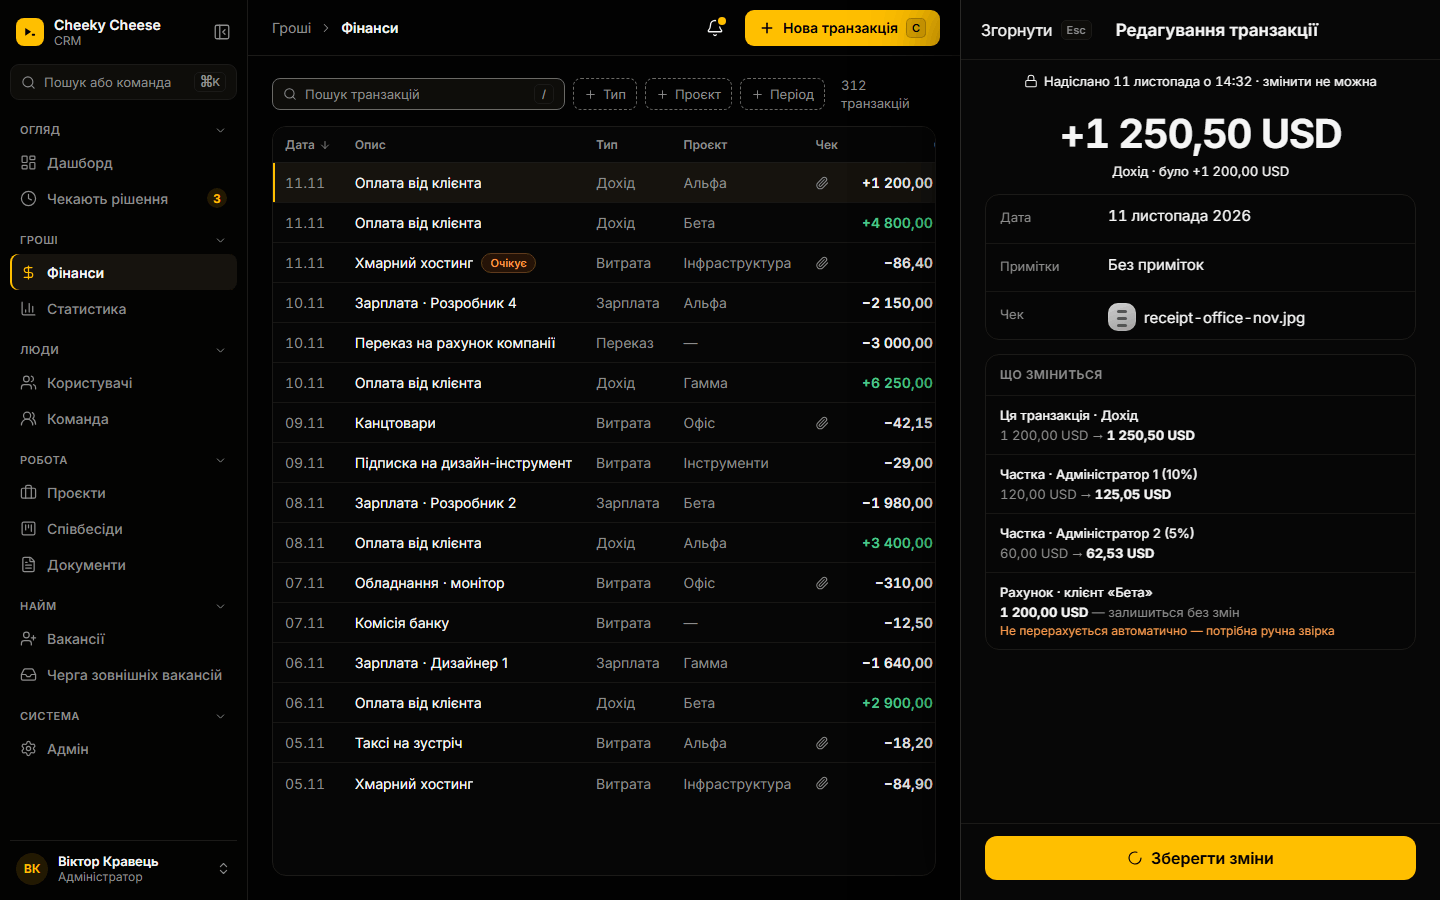 Cheeky Cheese
CRM
Пошук або команда ⌘K
ОГЛЯД
Дашборд
Чекають рішення 3
ГРОШІ
Фінанси
Статистика
ЛЮДИ
Користувачі
Команда
РОБОТА
Проєкти
Співбесіди
Документи
НАЙМ
Вакансії
Черга зовнішніх вакансій
СИСТЕМА
Адмін
ВК
Віктор Кравець
Адміністратор
Гроші > Фінанси
+ Нова транзакція C
Пошук транзакцій /
+ Тип
+ Проєкт
+ Період
312 транзакцій
Дата ↓ Опис Тип Проєкт Чек
11.11 Оплата від клієнта Дохід Альфа +1 200,00
11.11 Оплата від клієнта Дохід Бета +4 800,00
11.11 Хмарний хостинг Очікує Витрата Інфраструктура −86,40
10.11 Зарплата · Розробник 4 Зарплата Альфа −2 150,00
10.11 Переказ на рахунок компанії Переказ — −3 000,00
10.11 Оплата від клієнта Дохід Гамма +6 250,00
09.11 Канцтовари Витрата Офіс −42,15
09.11 Підписка на дизайн-інструмент Витрата Інструменти −29,00
08.11 Зарплата · Розробник 2 Зарплата Бета −1 980,00
08.11 Оплата від клієнта Дохід Альфа +3 400,00
07.11 Обладнання · монітор Витрата Офіс −310,00
07.11 Комісія банку Витрата — −12,50
06.11 Зарплата · Дизайнер 1 Зарплата Гамма −1 640,00
06.11 Оплата від клієнта Дохід Бета +2 900,00
05.11 Таксі на зустріч Витрата Альфа −18,20
05.11 Хмарний хостинг Витрата Інфраструктура −84,90
Згорнути Esc Редагування транзакції
Надіслано 11 листопада о 14:32 · змінити не можна
+1 250,50 USD
Дохід · було +1 200,00 USD
Дата 11 листопада 2026
Примітки Без приміток
Чек receipt-office-nov.jpg
ЩО ЗМІНИТЬСЯ
Ця транзакція · Дохід
1 200,00 USD → 1 250,50 USD
Частка · Адміністратор 1 (10%)
120,00 USD → 125,05 USD
Частка · Адміністратор 2 (5%)
60,00 USD → 62,53 USD
Рахунок · клієнт «Бета»
1 200,00 USD — залишиться без змін
Не перерахується автоматично — потрібна ручна звірка
Зберегти зміни